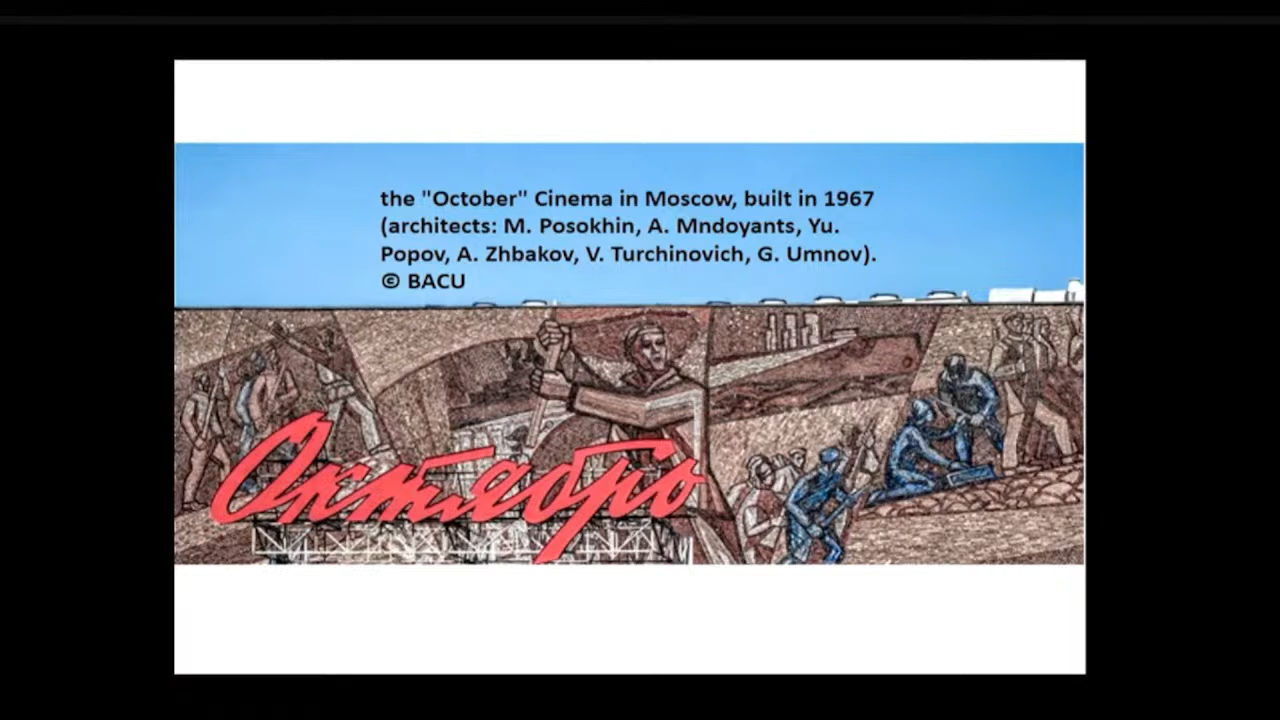 the "October" Cinema in Moscow, built in 1967
(architects: M. Posokhin, A. Mndoyants, Yu.
Popov, A. Zhbakov, V. Turchinovich, G. Umnov).
© BACU
Октябрь